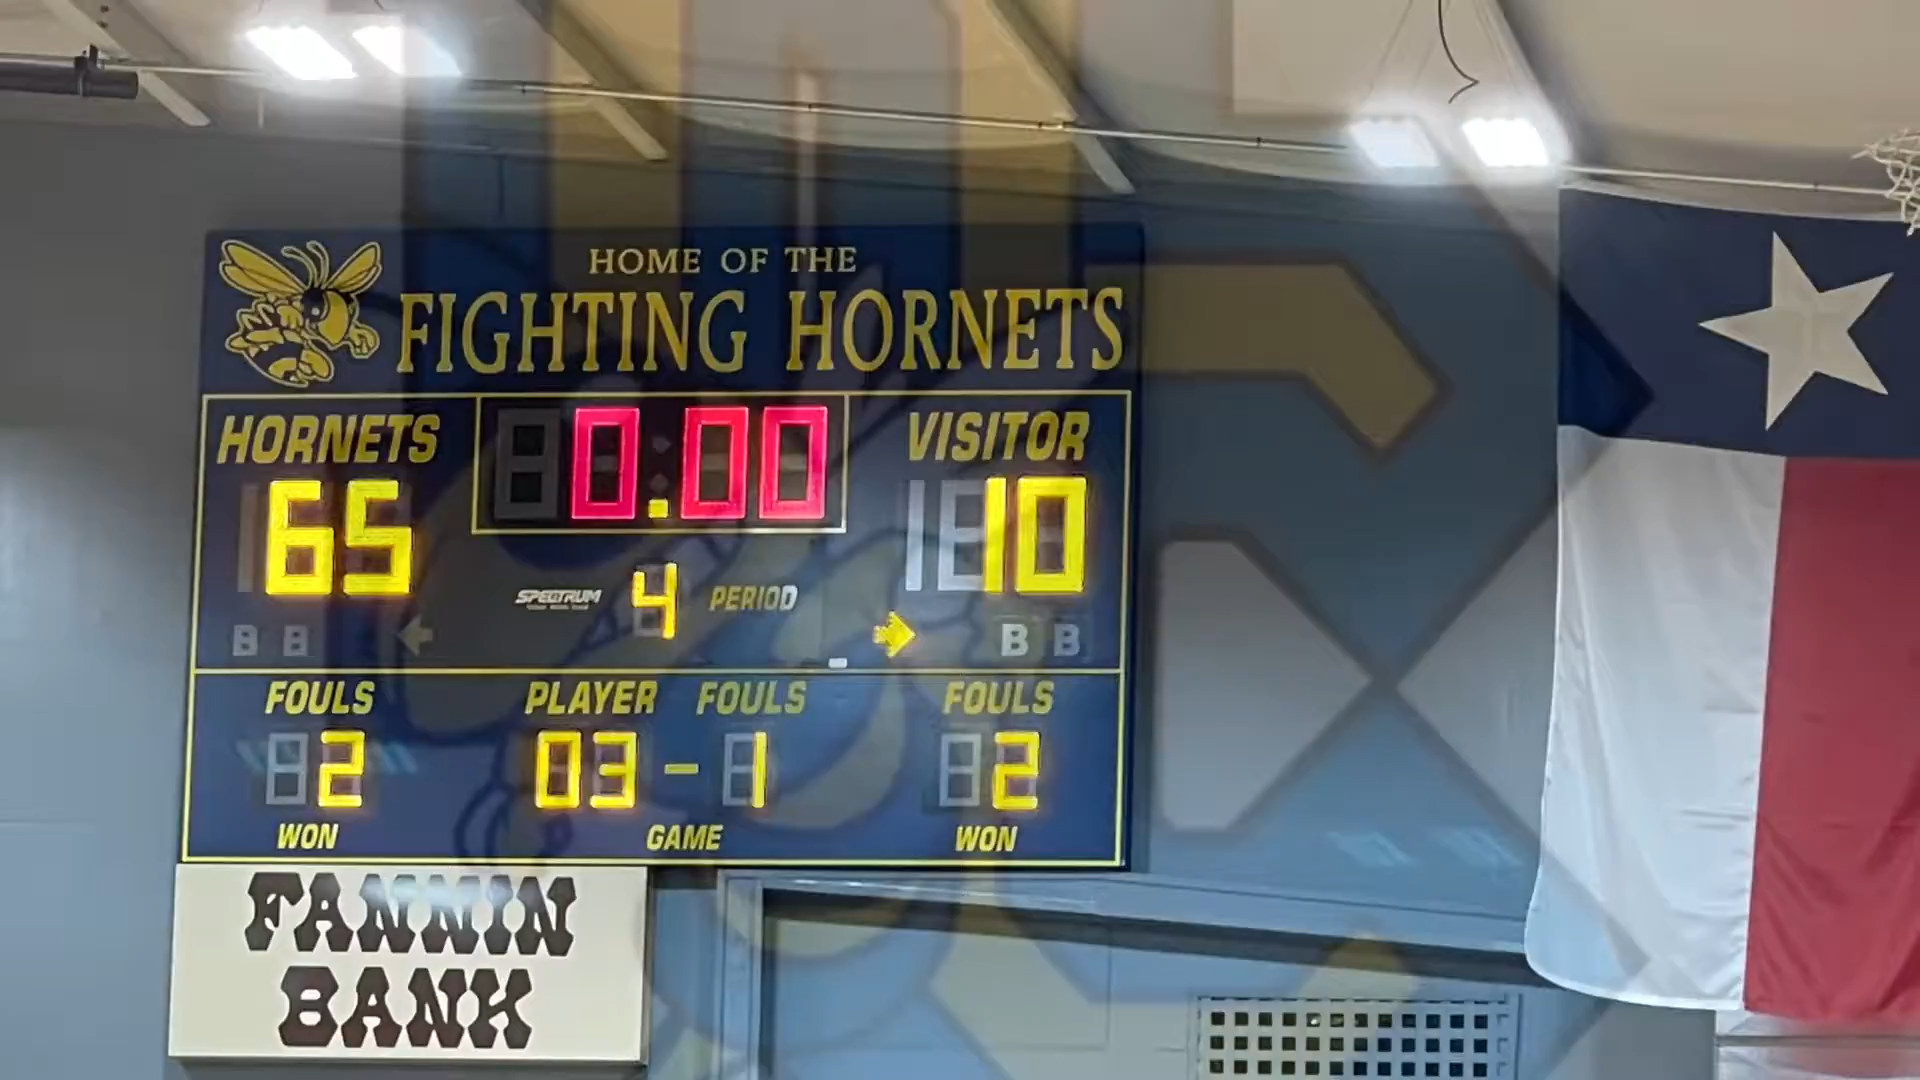 HOME OF THE
FIGHTING HORNETS
HORNETS
0.00
VISITOR
65
10
SPECTRUM
4
PERIOD
B B
B B
FOULS
PLAYER FOULS
FOULS
2
03-1
2
WON
GAME
WON
FANNIN
BANK